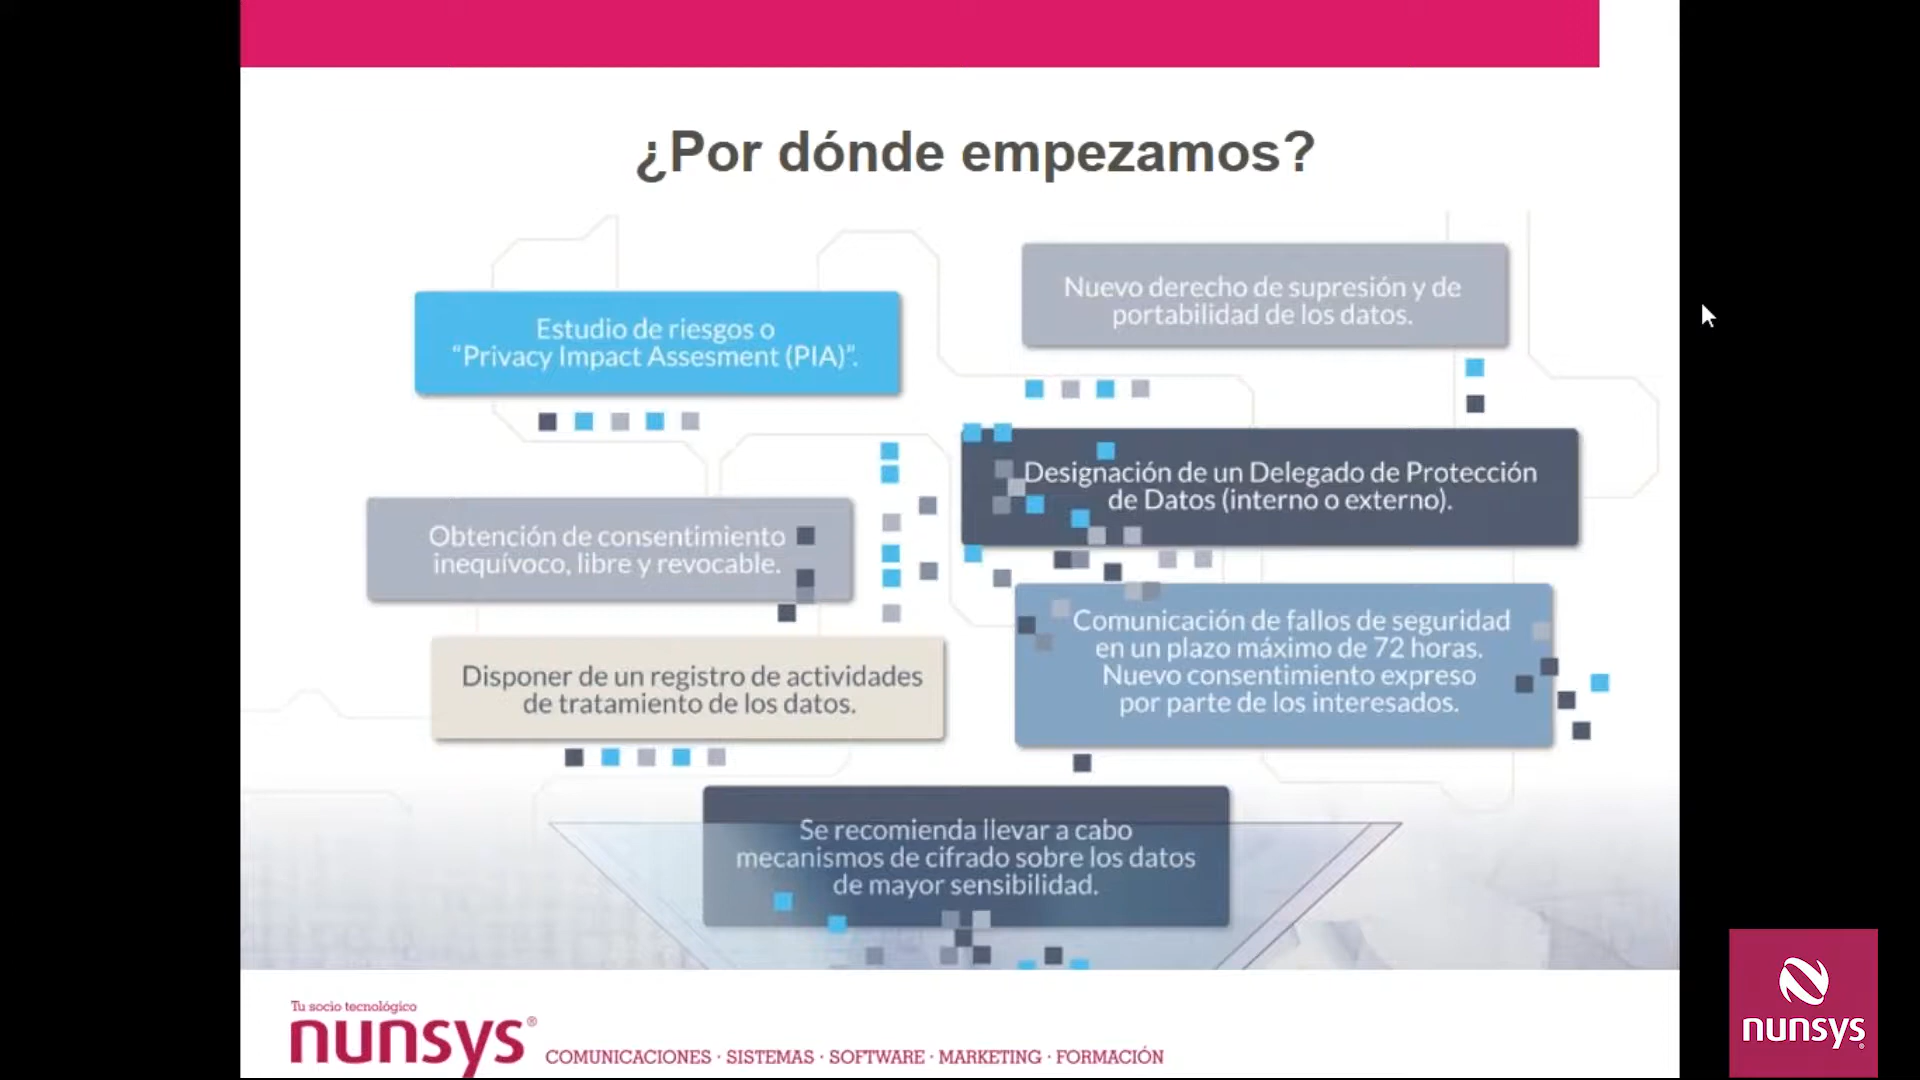 ¿Por dónde empezamos?
Estudio de riesgos o
“Privacy Impact Assesment (PIA)”.
Nuevo derecho de supresión y de
portabilidad de los datos.
Designación de un Delegado de Protección
de Datos (interno o externo).
Obtención de consentimiento
inequívoco, libre y revocable.
Comunicación de fallos de seguridad
en un plazo máximo de 72 horas.
Nuevo consentimiento expreso
por parte de los interesados.
Disponer de un registro de actividades
de tratamiento de los datos.
Se recomienda llevar a cabo
mecanismos de cifrado sobre los datos
de mayor sensibilidad.
Tu socio tecnológico
nunsys®
COMUNICACIONES · SISTEMAS · SOFTWARE · MARKETING · FORMACIÓN
nunsys®